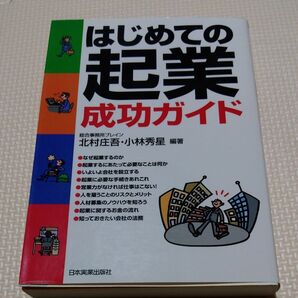 はじめての
起業
成功ガイド
総合事務所ブレイン
北村庄吾・小林秀星 編著
●なぜ起業するのか
●起業するにあたって必要なことは何か
●いよいよ会社を設立する
●起業に必要な手続きあれこれ
●営業力がなければ仕事はこない!
●人を雇うことのリスクとメリット
●人材募集のノウハウを知ろう
●起業に関するお金の流れ
●知っておきたい会社の法務
日本実業出版社